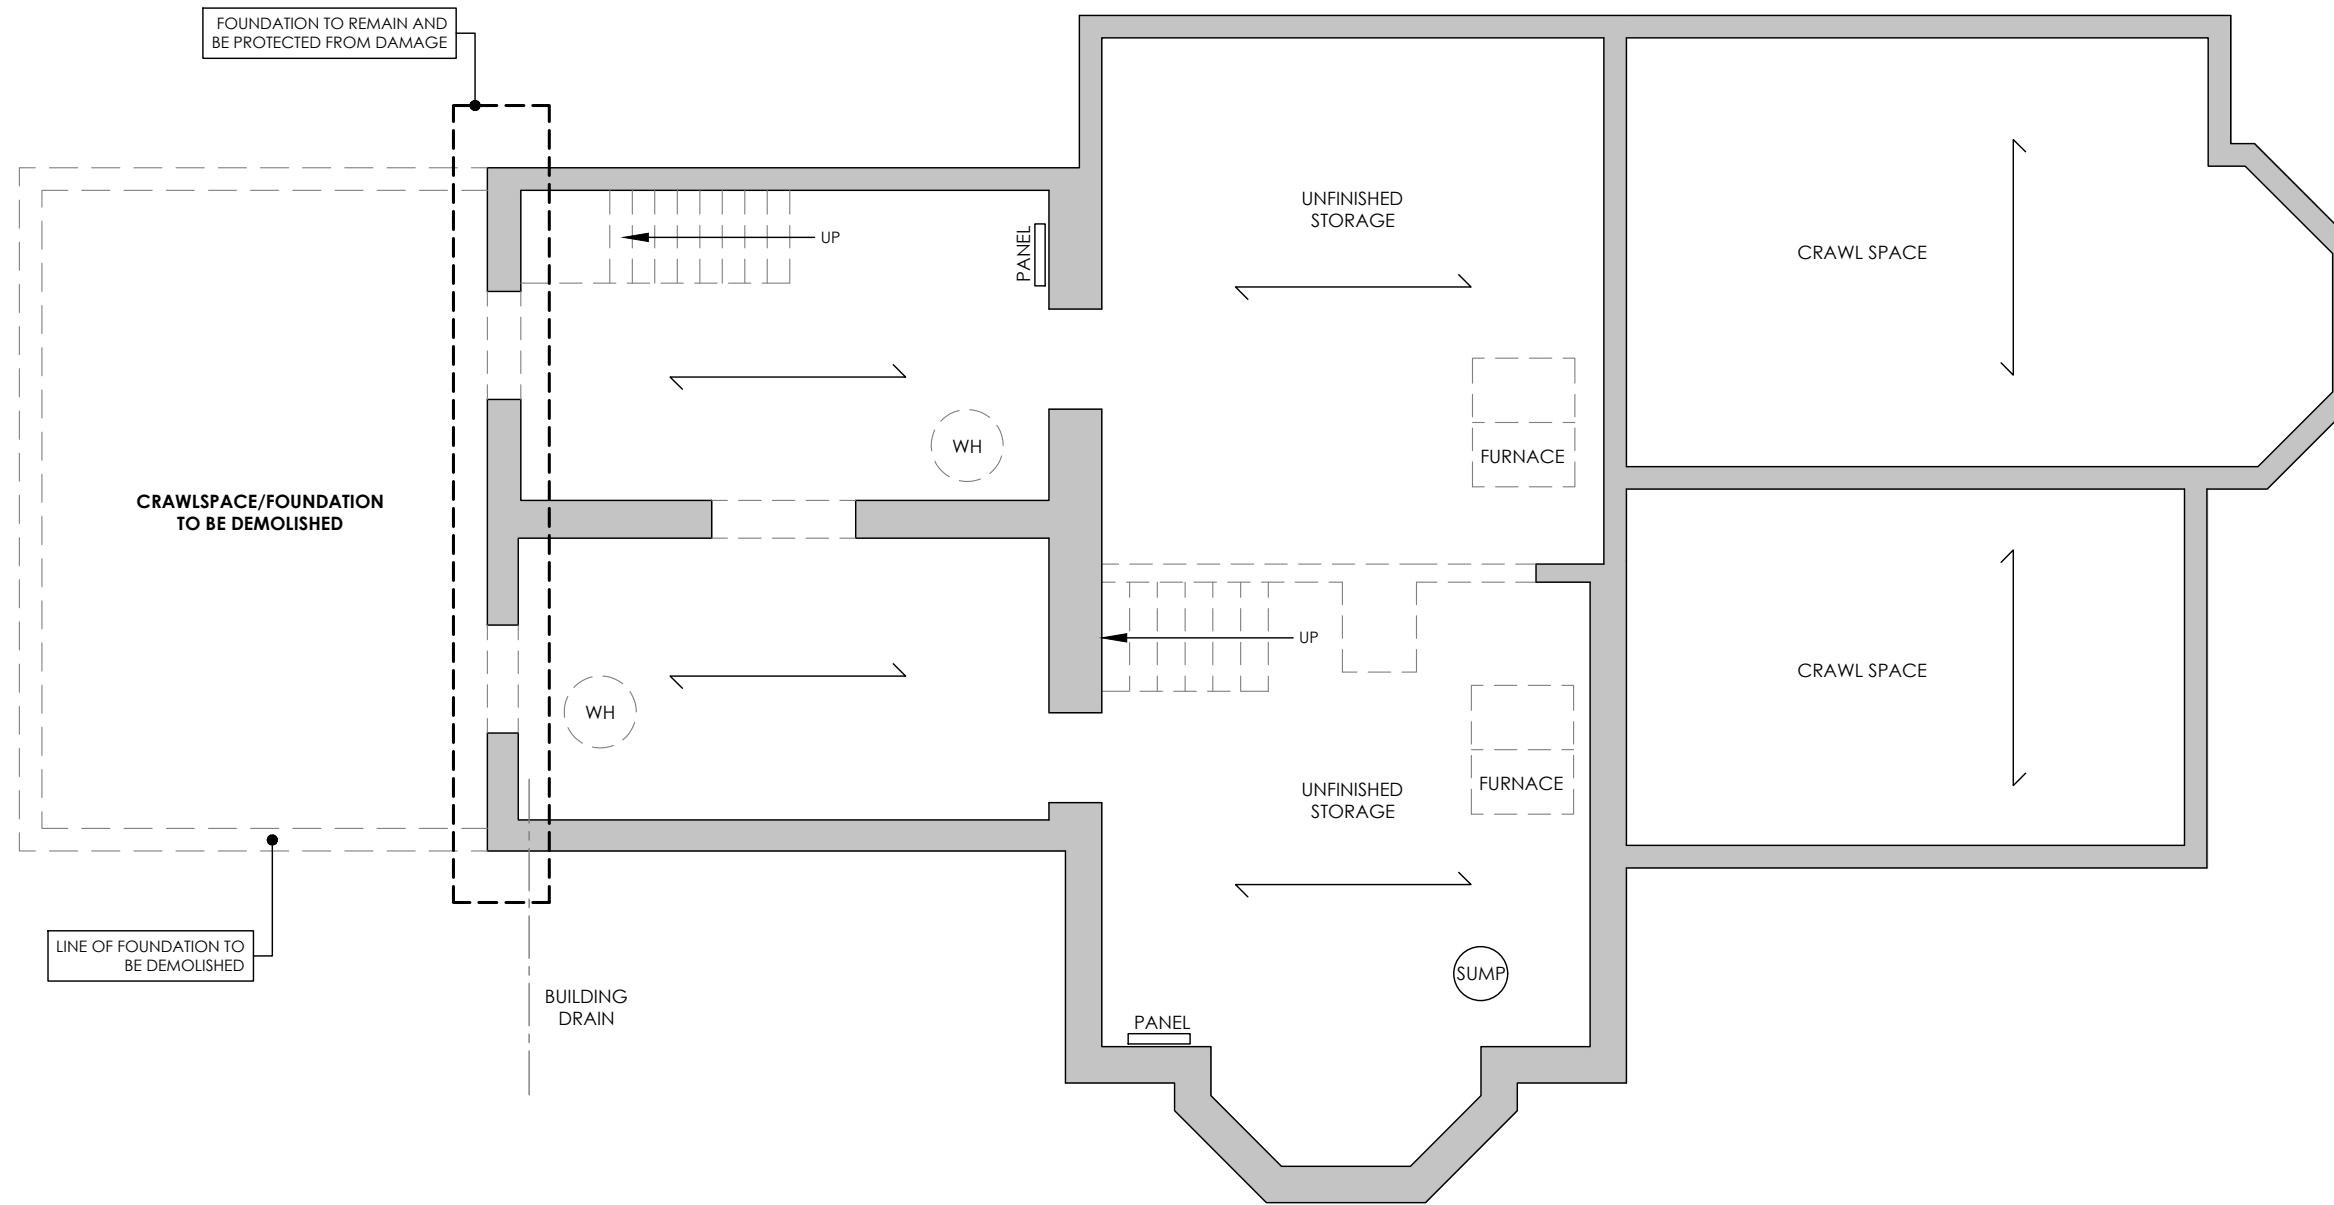 FOUNDATION TO REMAIN AND
BE PROTECTED FROM DAMAGE
UNFINISHED
STORAGE
UP
PANEL
CRAWL SPACE
WH
FURNACE
CRAWLSPACE/FOUNDATION
TO BE DEMOLISHED
UP
CRAWL SPACE
WH
UNFINISHED
STORAGE
FURNACE
LINE OF FOUNDATION TO
BE DEMOLISHED
SUMP
BUILDING
DRAIN
PANEL